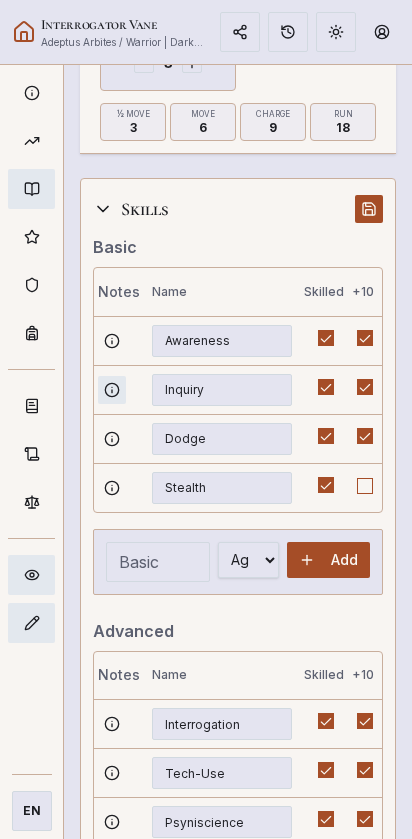 Interrogator Vane
Adeptus Arbites / Warrior | Dark...
½ MOVE MOVE CHARGE RUN
3 6 9 18
Skills
Basic
Notes Name Skilled +10
Awareness
Inquiry
Dodge
Stealth
Basic Ag + Add
Advanced
Notes Name Skilled +10
Interrogation
Tech-Use
Psyniscience
EN